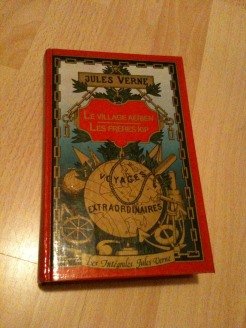 JULES VERNE
LE VILLAGE AÉRIEN
LES FRÈRES KIP
VOYAGES
EXTRAORDINAIRES
Les Intégrales Jules Verne